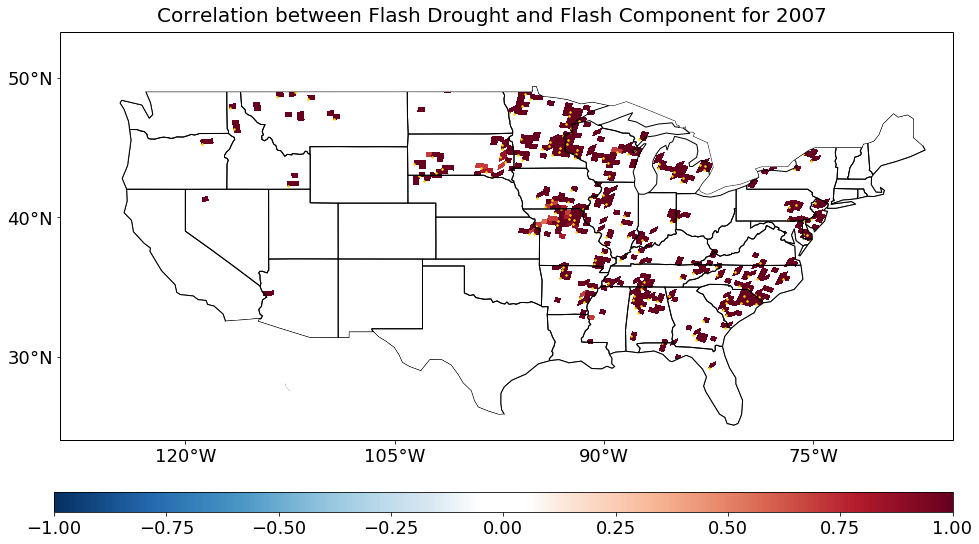 Correlation between Flash Drought and Flash Component for 2007
50°N
40°N
30°N
120°W 105°W 90°W 75°W
−1.00 −0.75 −0.50 −0.25 0.00 0.25 0.50 0.75 1.00